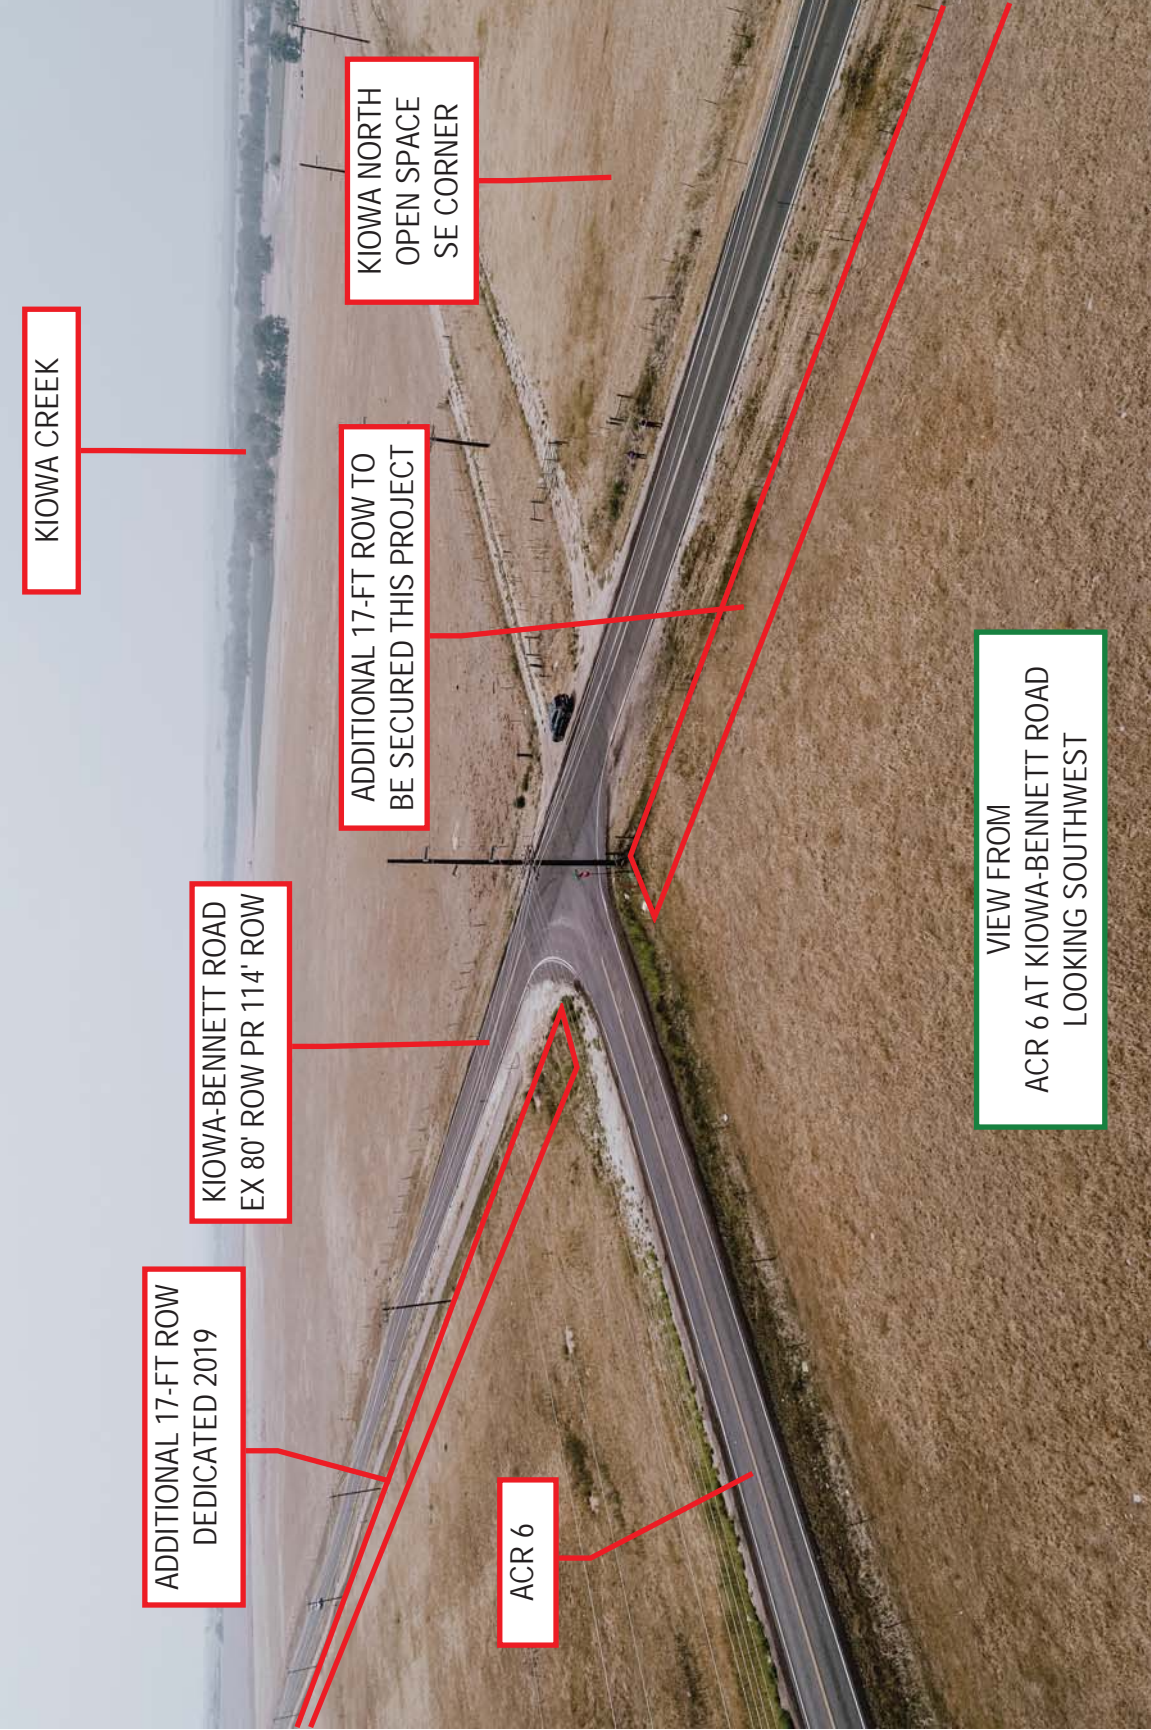 KIOWA CREEK
KIOWA NORTH
OPEN SPACE
SE CORNER
ADDITIONAL 17-FT ROW TO
BE SECURED THIS PROJECT
KIOWA-BENNETT ROAD
EX 80' ROW PR 114' ROW
ADDITIONAL 17-FT ROW
DEDICATED 2019
ACR 6
VIEW FROM
ACR 6 AT KIOWA-BENNETT ROAD
LOOKING SOUTHWEST